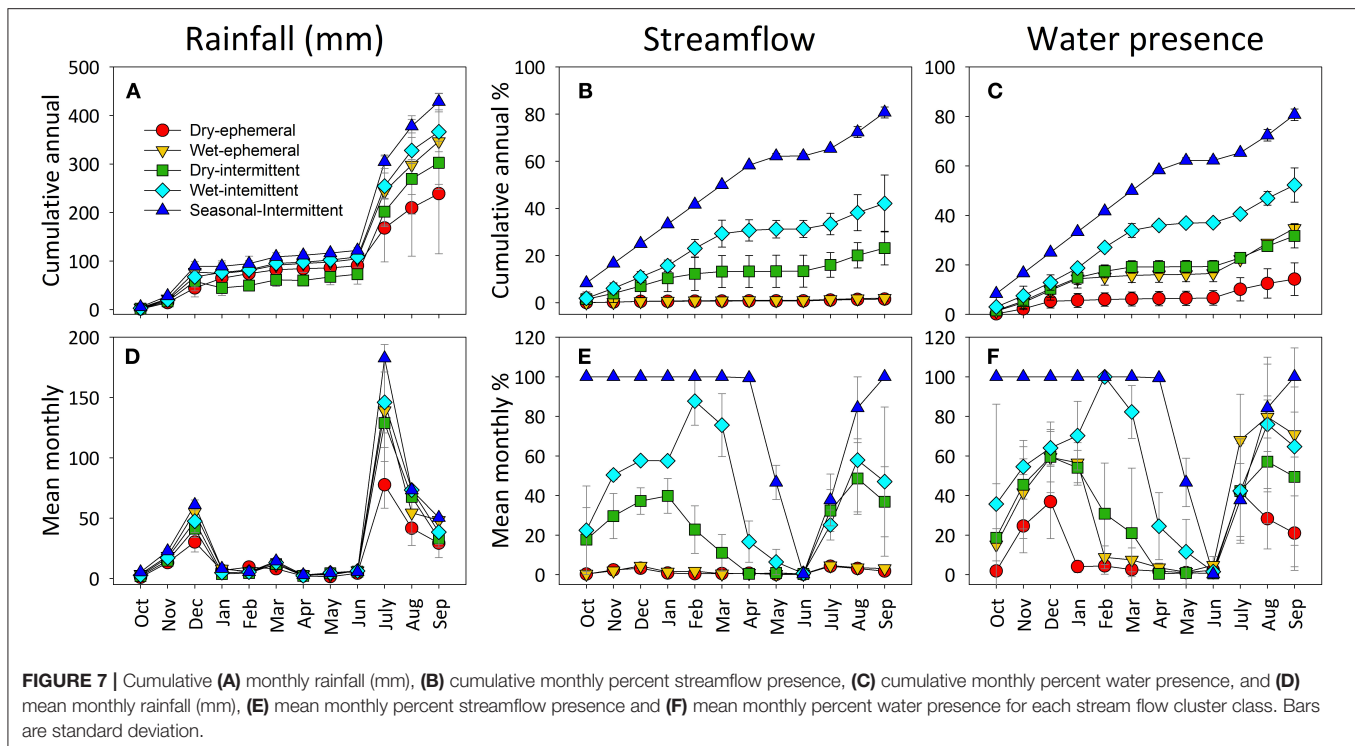 Rainfall (mm) Streamflow Water presence
Cumulative annual
500
400
300
200
100
0
A
Dry-ephemeral
Wet-ephemeral
Dry-intermittent
Wet-intemittent
Seasonal-Intermittent
Cumulative annual %
100
80
60
40
20
0
B
100
80
60
40
20
0
C
Mean monthly
200
150
100
50
0
D
Oct
Nov
Dec
Jan
Feb
Mar
Apr
May
Jun
July
Aug
Sep
Mean monthly %
120
100
80
60
40
20
0
E
Oct
Nov
Dec
Jan
Feb
Mar
Apr
May
Jun
July
Aug
Sep
120
100
80
60
40
20
0
F
Oct
Nov
Dec
Jan
Feb
Mar
Apr
May
Jun
July
Aug
Sep
FIGURE 7 | Cumulative (A) monthly rainfall (mm), (B) cumulative monthly percent streamflow presence, (C) cumulative monthly percent water presence, and (D)
mean monthly rainfall (mm), (E) mean monthly percent streamflow presence and (F) mean monthly percent water presence for each stream flow cluster class. Bars
are standard deviation.